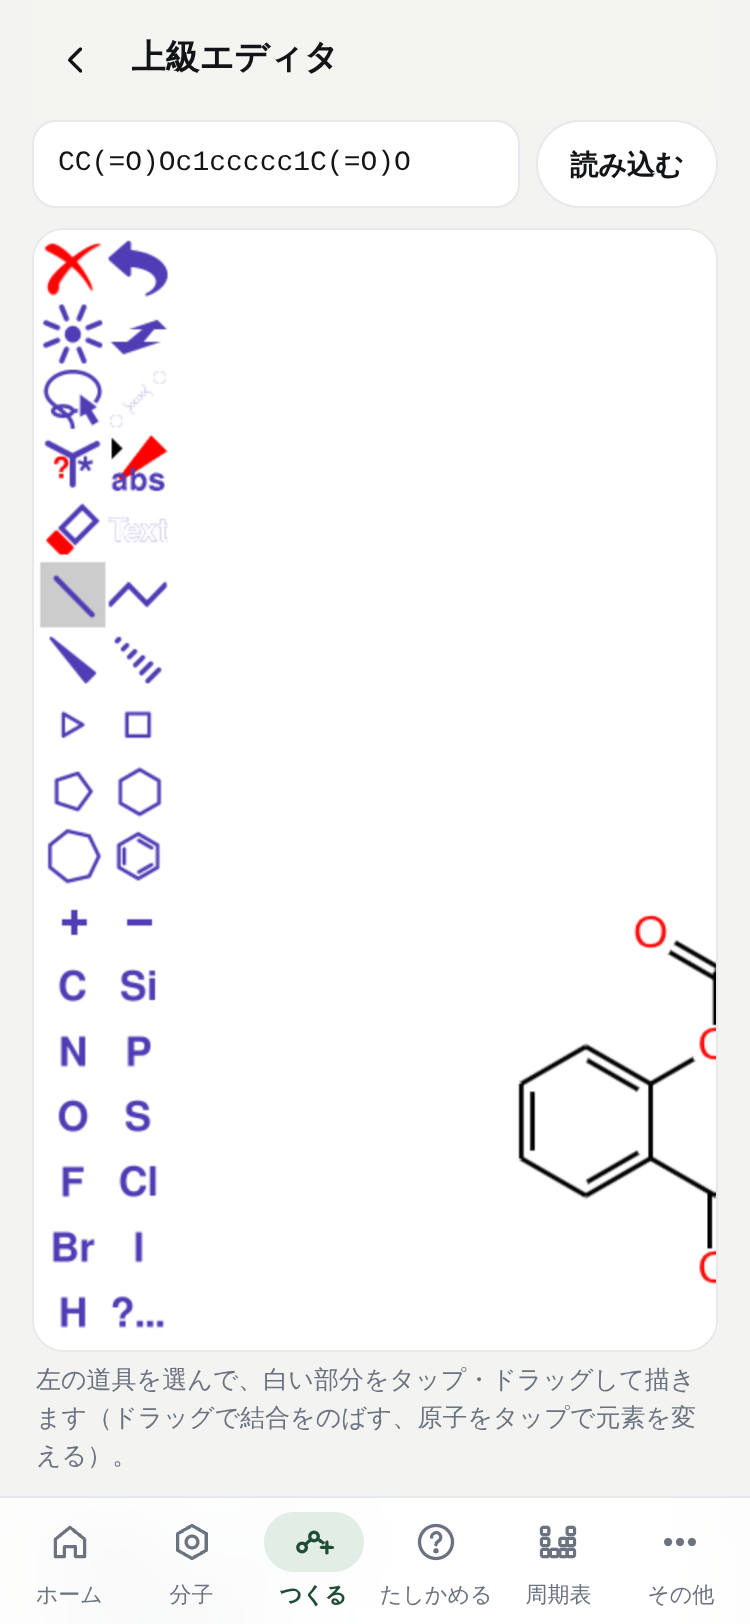 上級エディタ
CC(=O)Oc1ccccc1C(=O)O
読み込む
?*
abs
Text
+ −
C Si
N P
O S
F Cl
Br I
H ?...
O
O
O
左の道具を選んで、白い部分をタップ・ドラッグして描き
ます（ドラッグで結合をのばす、原子をタップで元素を変
える）。
ホーム 分子 つくる たしかめる 周期表 その他